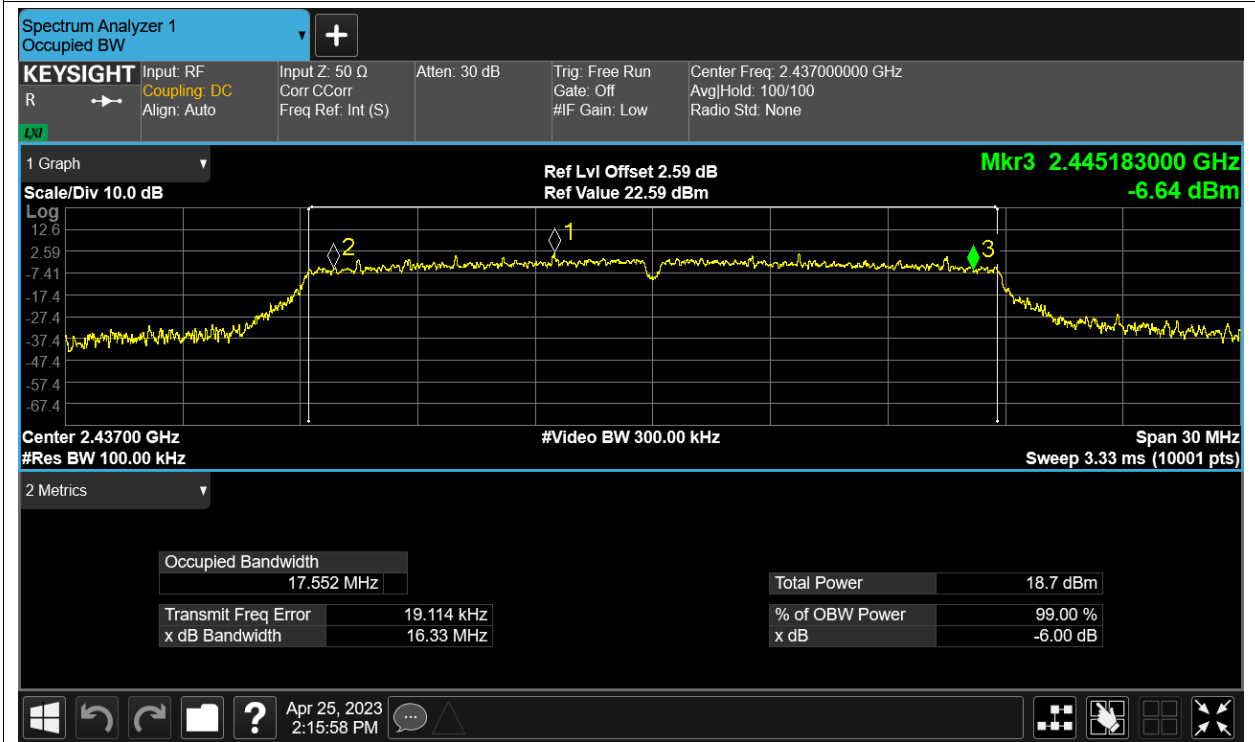 Spectrum Analyzer 1
Occupied BW
KEYSIGHT Input: RF Input Z: 50 Ω Atten: 30 dB Trig: Free Run Center Freq: 2.437000000 GHz
R Coupling: DC Corr CCorr Gate: Off Avg|Hold: 100/100
Align: Auto Freq Ref: Int (S) #IF Gain: Low Radio Std: None
LXI
1 Graph Ref Lvl Offset 2.59 dB Mkr3 2.445183000 GHz
Scale/Div 10.0 dB Ref Value 22.59 dBm -6.64 dBm
Log
12.6 1
2.59 2 3
-7.41
-17.4
-27.4
-37.4
-47.4
-57.4
-67.4
Center 2.43700 GHz #Video BW 300.00 kHz Span 30 MHz
#Res BW 100.00 kHz Sweep 3.33 ms (10001 pts)
2 Metrics
Occupied Bandwidth
17.552 MHz Total Power 18.7 dBm
Transmit Freq Error 19.114 kHz % of OBW Power 99.00 %
x dB Bandwidth 16.33 MHz x dB -6.00 dB
? Apr 25, 2023
2:15:58 PM